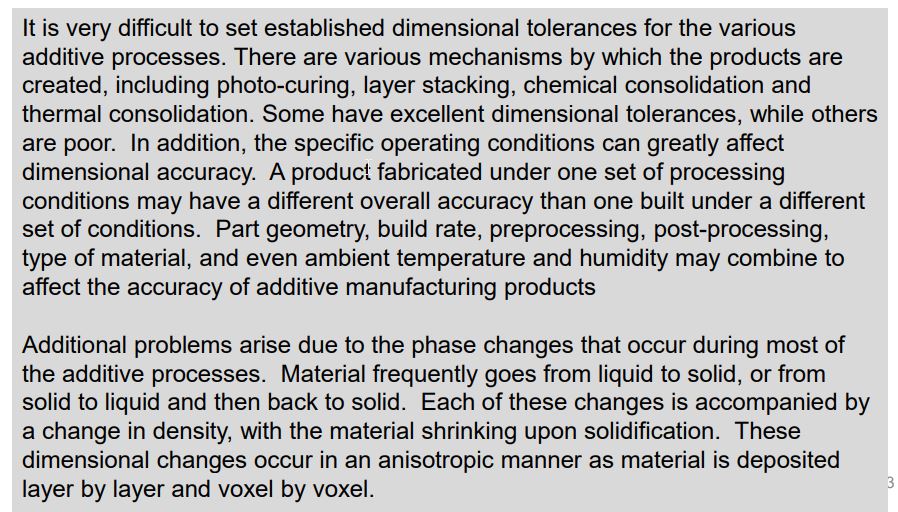 It is very difficult to set established dimensional tolerances for the various
additive processes. There are various mechanisms by which the products are
created, including photo-curing, layer stacking, chemical consolidation and
thermal consolidation. Some have excellent dimensional tolerances, while others
are poor.  In addition, the specific operating conditions can greatly affect
dimensional accuracy.  A product fabricated under one set of processing
conditions may have a different overall accuracy than one built under a different
set of conditions.  Part geometry, build rate, preprocessing, post-processing,
type of material, and even ambient temperature and humidity may combine to
affect the accuracy of additive manufacturing products
Additional problems arise due to the phase changes that occur during most of
the additive processes.  Material frequently goes from liquid to solid, or from
solid to liquid and then back to solid.  Each of these changes is accompanied by
a change in density, with the material shrinking upon solidification.  These
dimensional changes occur in an anisotropic manner as material is deposited
layer by layer and voxel by voxel.
3